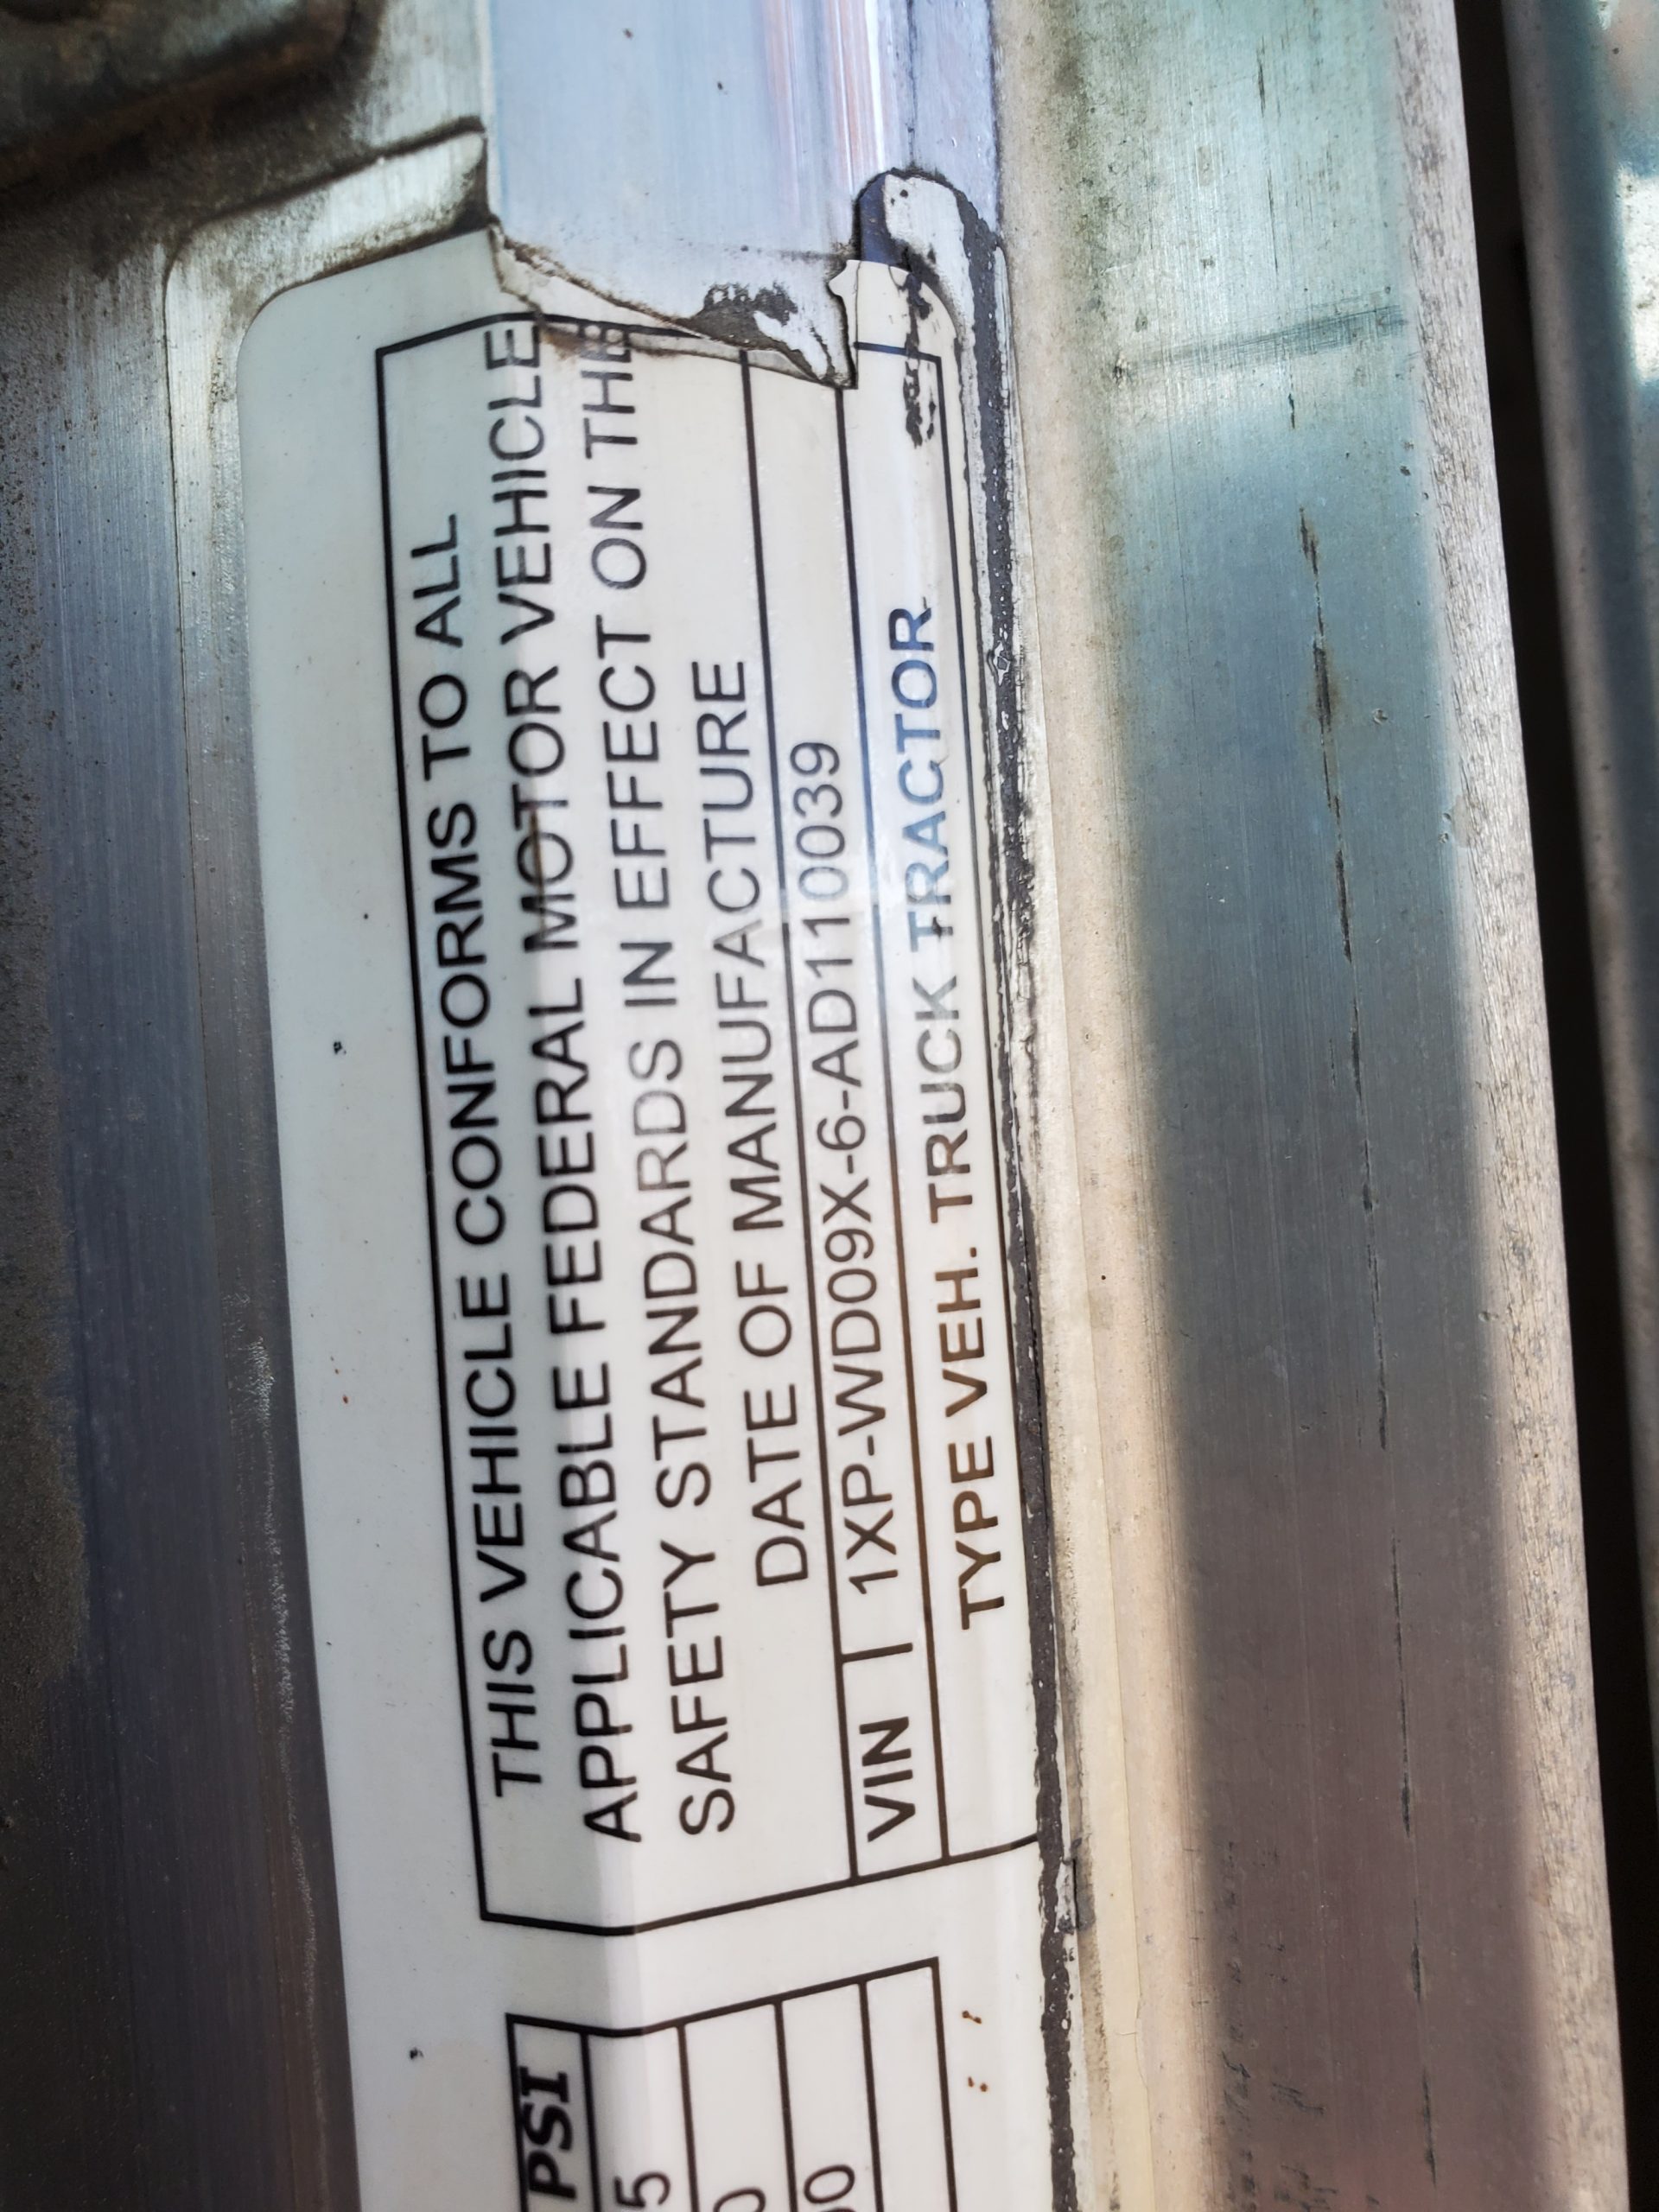 THIS VEHICLE CONFORMS TO ALL
APPLICABLE FEDERAL MOTOR VEHICLE
SAFETY STANDARDS IN EFFECT ON THE
DATE OF MANUFACTURE
VIN 1XP-WD09X-6-AD110039
TYPE VEH. TRUCK TRACTOR
PSI